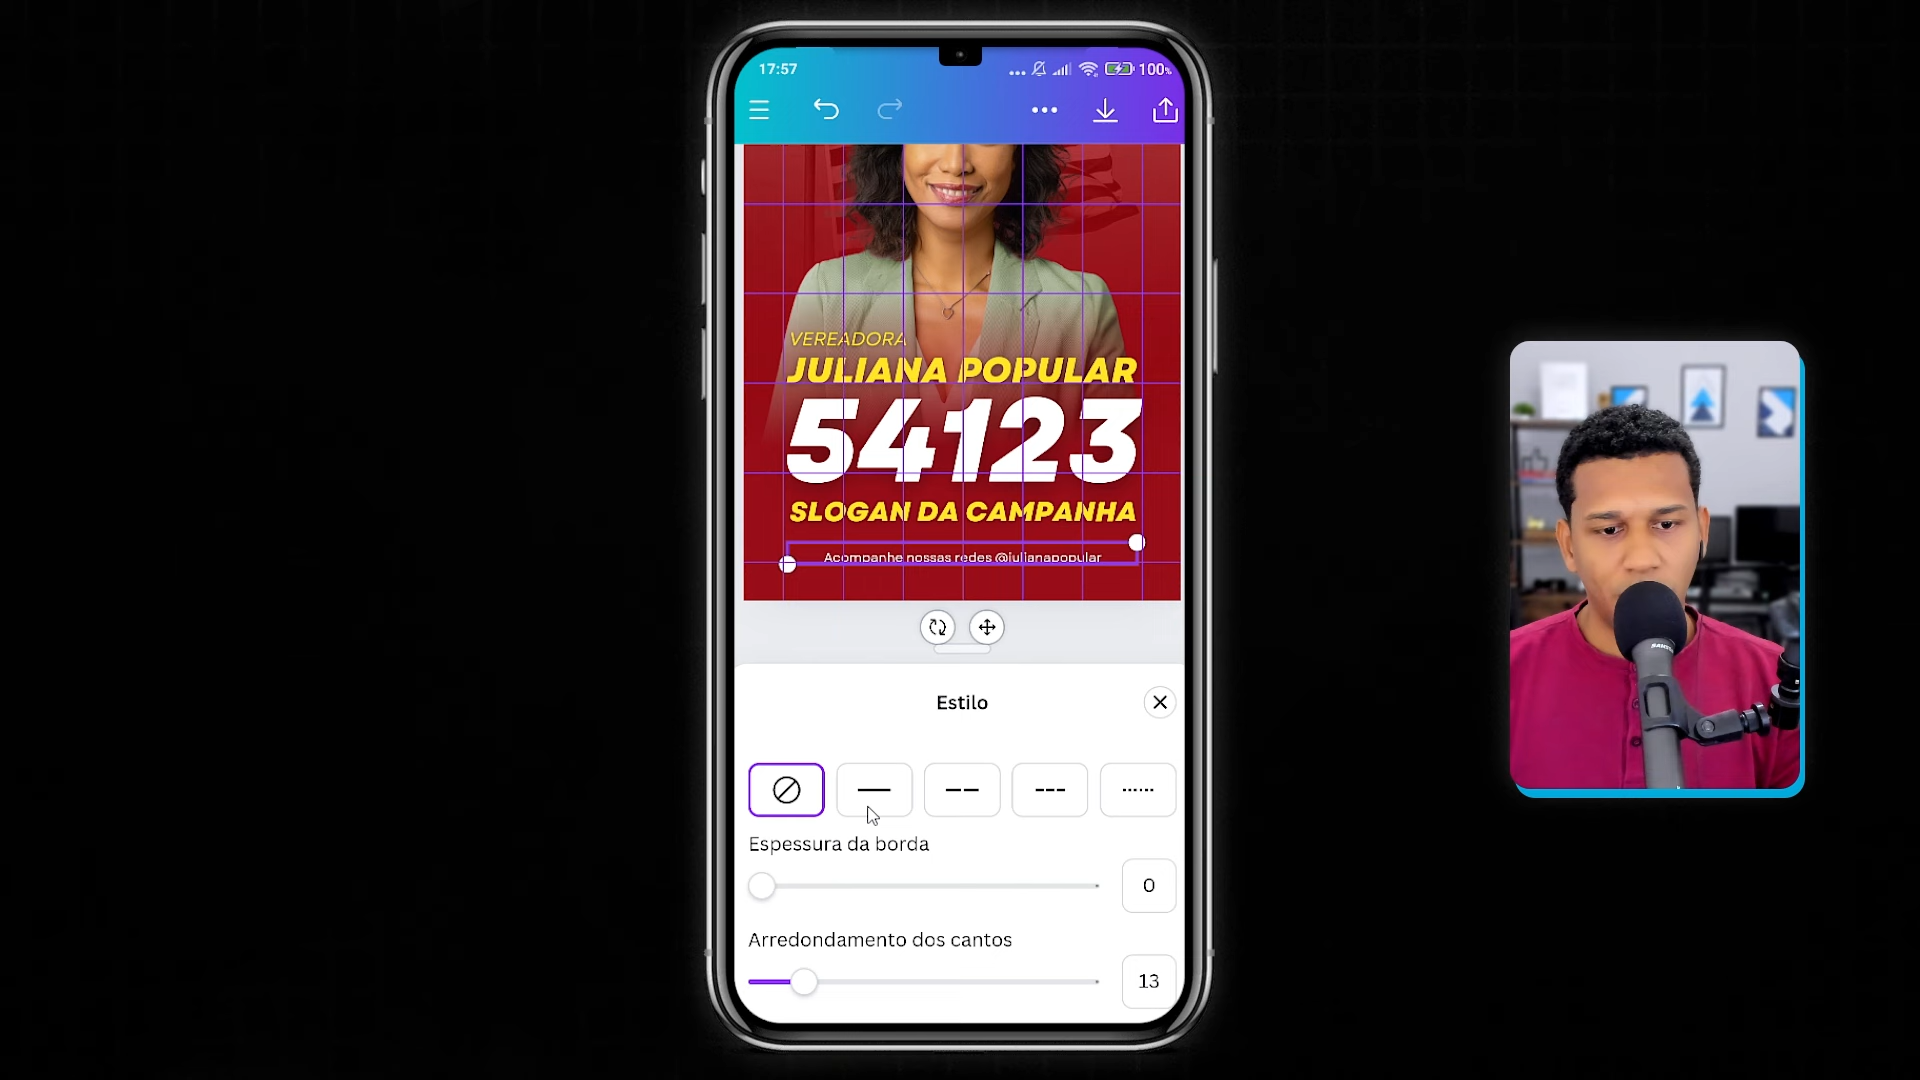 17:57
100%
VEREADORA
JULIANA POPULAR
54123
SLOGAN DA CAMPANHA
Acompanhe nossas redes @julianapopular
Estilo
Espessura da borda
0
Arredondamento dos cantos
13